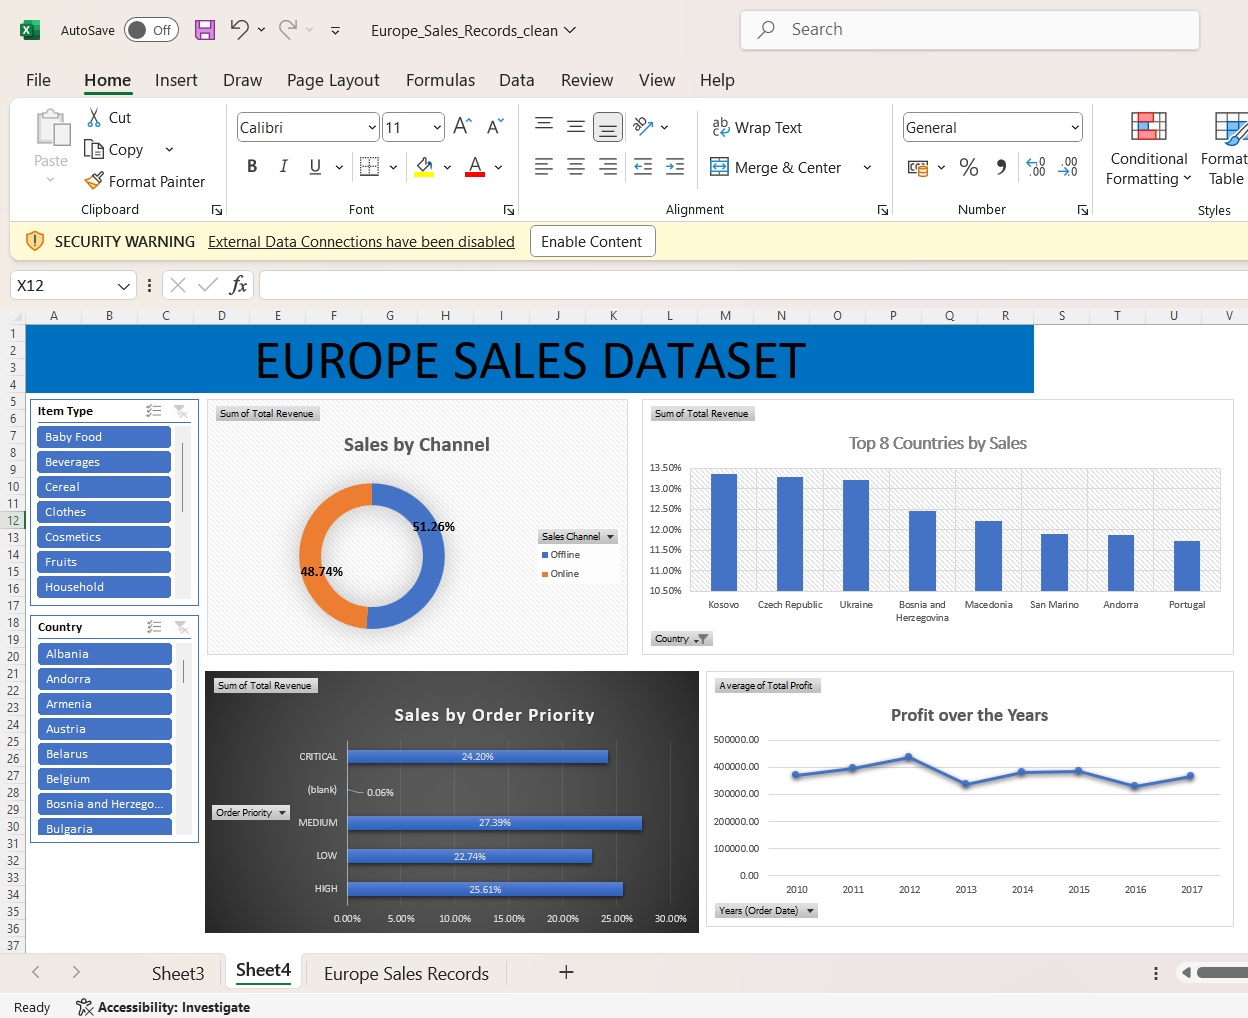 AutoSave Off Europe_Sales_Records_clean Search
File Home Insert Draw Page Layout Formulas Data Review View Help
Paste
Cut
Copy
Format Painter
Clipboard
Calibri 11
B I U A
Font
ab Wrap Text
Merge & Center
Alignment
General
% 
Number
Conditional Formatting
Format Table
Styles
SECURITY WARNING External Data Connections have been disabled Enable Content
X12 fx
A B C D E F G H I J K L M N O P Q R S T U V
1
2
3
4
5
6
7
8
9
10
11
12
13
14
15
16
17
18
19
20
21
22
23
24
25
26
27
28
29
30
31
32
33
34
35
36
37
EUROPE SALES DATASET
Item Type
Baby Food
Beverages
Cereal
Clothes
Cosmetics
Fruits
Household
Country
Albania
Andorra
Armenia
Austria
Belarus
Belgium
Bosnia and Herzego...
Bulgaria
Sum of Total Revenue
Sales by Channel
51.26%
48.74%
Sales Channel
Offline
Online
Sum of Total Revenue
Top 8 Countries by Sales
13.50%
13.00%
12.50%
12.00%
11.50%
11.00%
10.50%
Kosovo Czech Republic Ukraine Bosnia and Herzegovina Macedonia San Marino Andorra Portugal
Country
Sum of Total Revenue
Sales by Order Priority
Order Priority
CRITICAL 24.20%
(blank) 0.06%
MEDIUM 27.39%
LOW 22.74%
HIGH 25.61%
0.00% 5.00% 10.00% 15.00% 20.00% 25.00% 30.00%
Average of Total Profit
Profit over the Years
500000.00
400000.00
300000.00
200000.00
100000.00
0.00
2010 2011 2012 2013 2014 2015 2016 2017
Years (Order Date)
Sheet3 Sheet4 Europe Sales Records
Ready Accessibility: Investigate